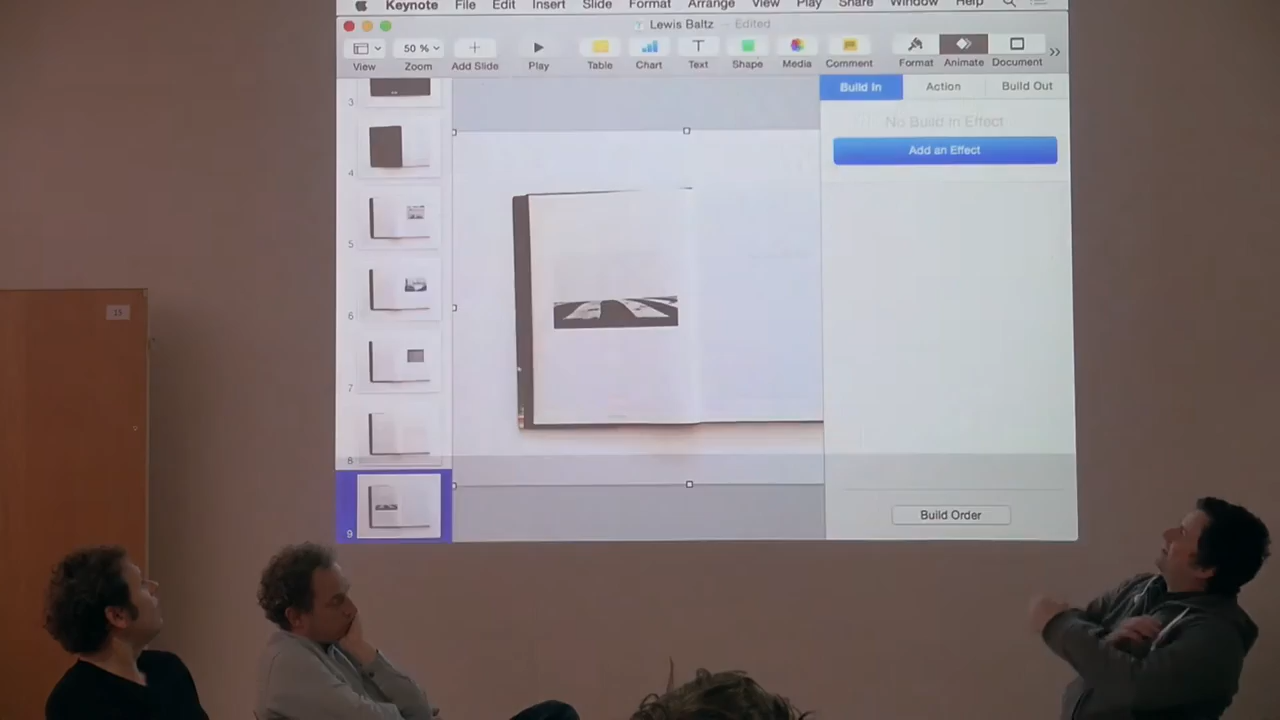 Keynote File Edit Insert Slide Format Arrange View Play Share Window Help
Lewis Baltz — Edited
50 %
View Zoom Add Slide Play Table Chart Text Shape Media Comment Format Animate Document
Build In Action Build Out
No Build In Effect
Add an Effect
3
4
5
6
7
8
9
Build Order
15